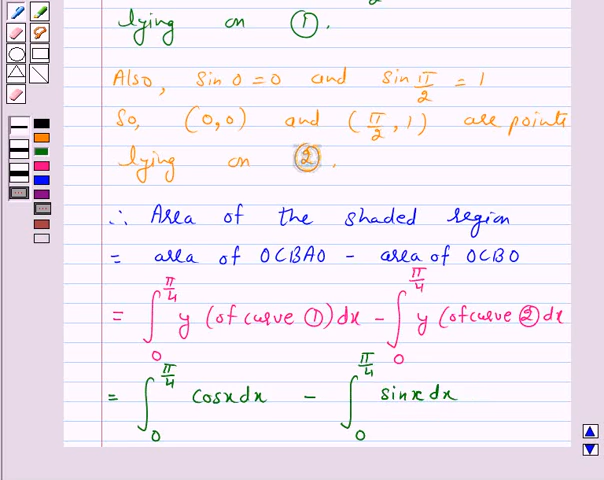 lying on ①.
Also, sin 0 = 0 and sin π/2 = 1
So, (0,0) and (π/2, 1) are points
lying on ②.
∴ Area of the shaded region
= area of OCBAO - area of OCBO
= ∫₀^(π/4) y (of curve ①) dx - ∫₀^(π/4) y (of curve ②) dx
= ∫₀^(π/4) cosx dx - ∫₀^(π/4) sinx dx